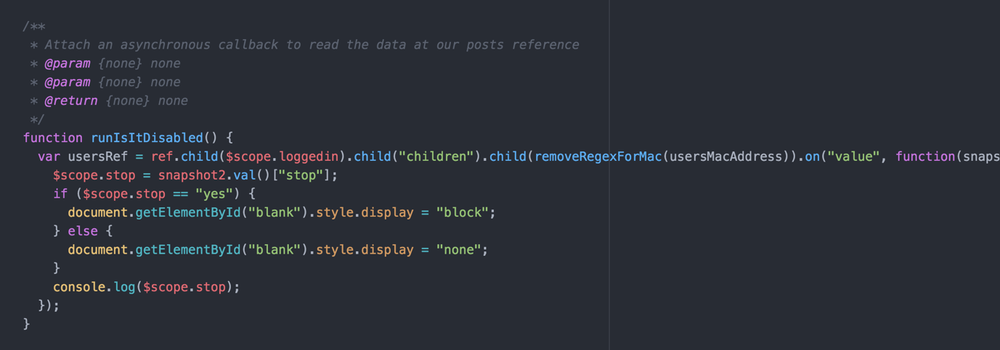 /**
* Attach an asynchronous callback to read the data at our posts reference
* @param {none} none
* @param {none} none
* @return {none} none
*/
function runIsItDisabled() {
var usersRef = ref.child($scope.loggedin).child("children").child(removeRegexForMac(usersMacAddress)).on("value", function(snaps
$scope.stop = snapshot2.val()["stop"];
if ($scope.stop == "yes") {
document.getElementById("blank").style.display = "block";
} else {
document.getElementById("blank").style.display = "none";
}
console.log($scope.stop);
});
}